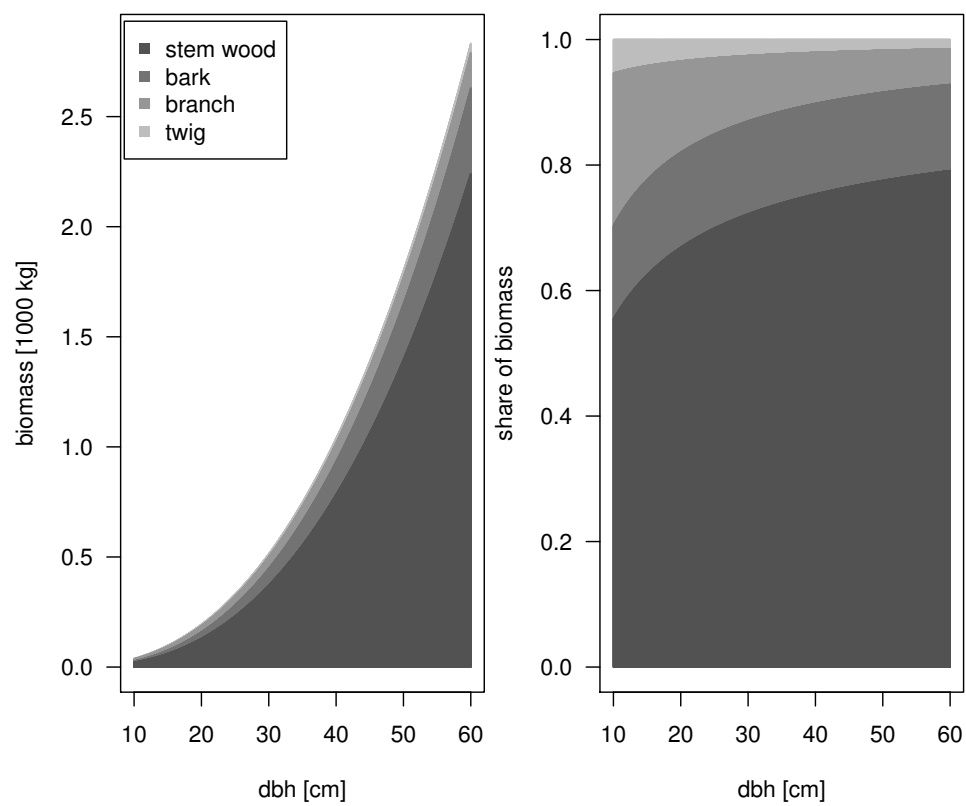 stem wood
bark
branch
twig
biomass [1000 kg]
2.5
2.0
1.5
1.0
0.5
0.0
10 20 30 40 50 60
dbh [cm]
share of biomass
1.0
0.8
0.6
0.4
0.2
0.0
10 20 30 40 50 60
dbh [cm]